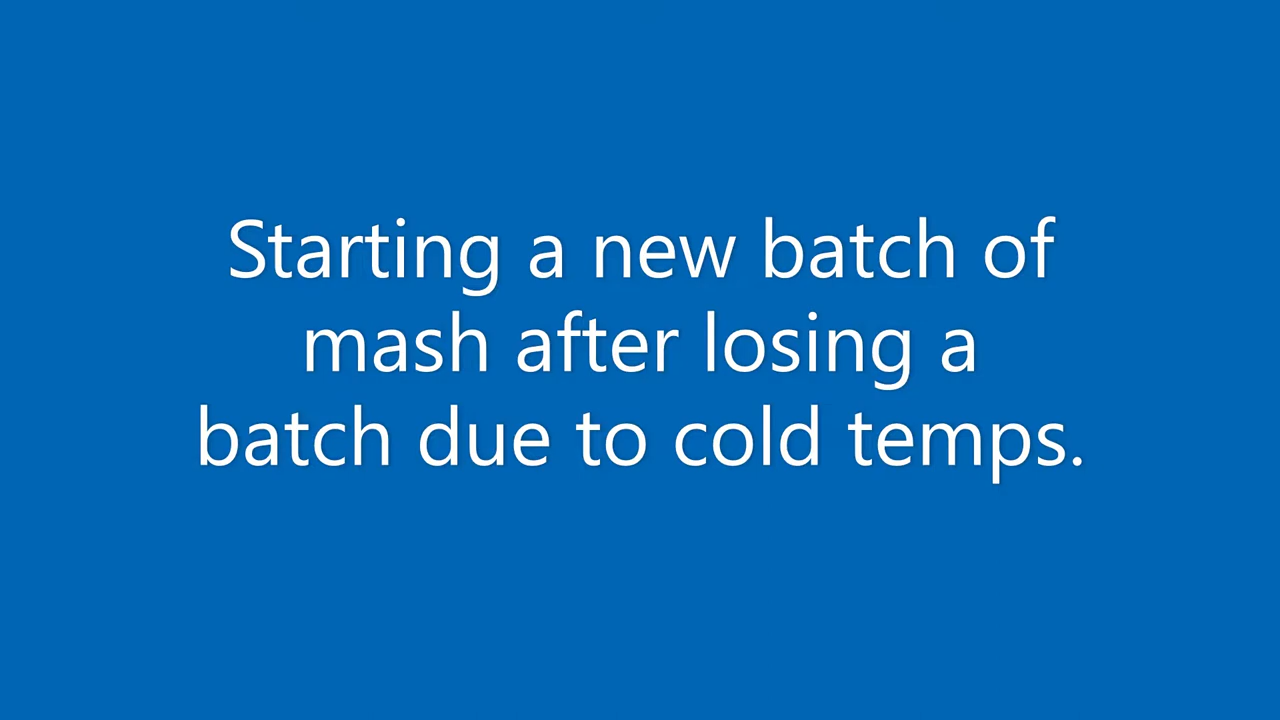 Starting a new batch of
mash after losing a
batch due to cold temps.